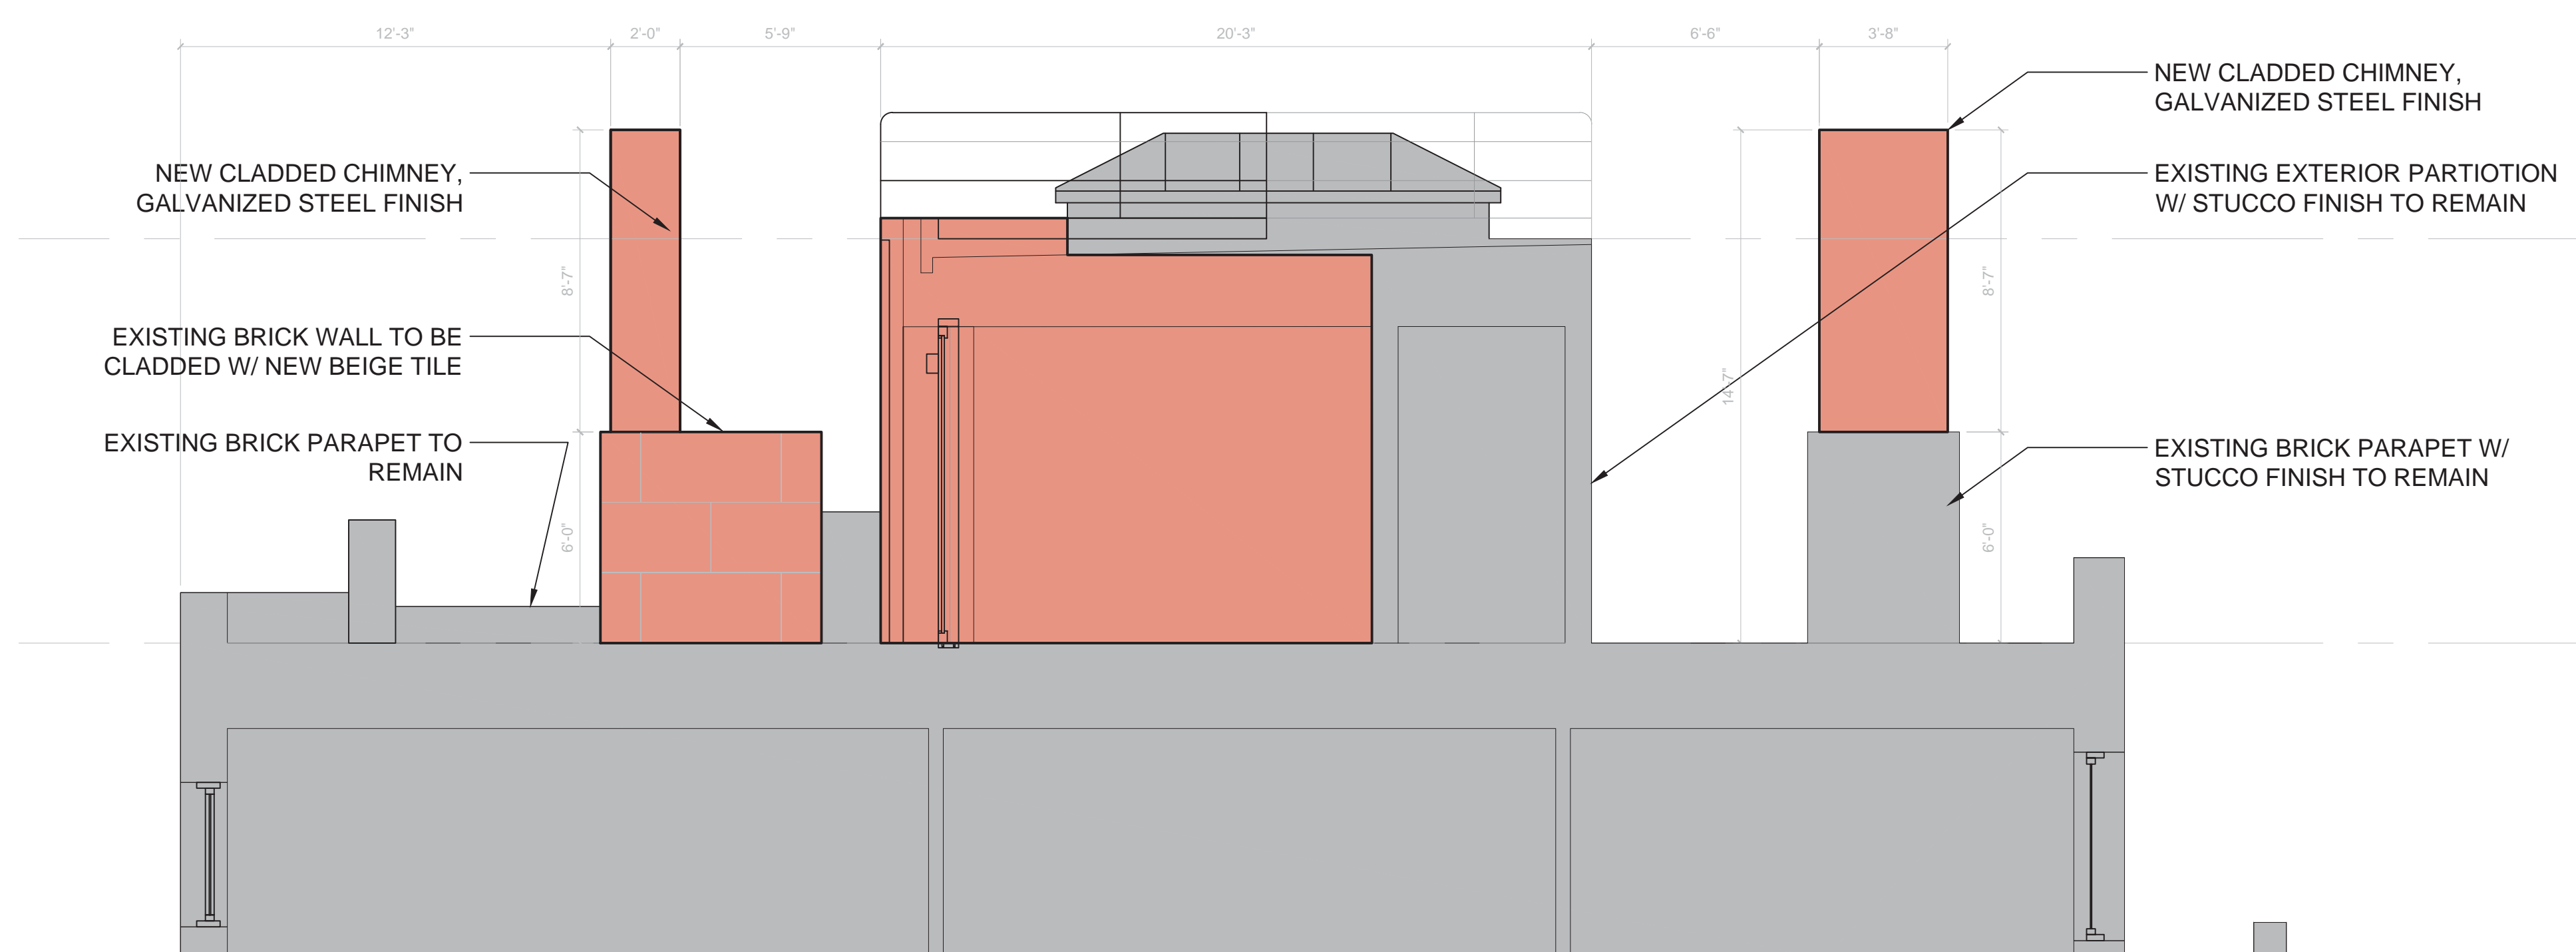 12'-3"
2'-0"
5'-9"
20'-3"
6'-6"
3'-8"
NEW CLADDED CHIMNEY,
GALVANIZED STEEL FINISH
EXISTING BRICK WALL TO BE
CLADDED W/ NEW BEIGE TILE
EXISTING BRICK PARAPET TO
REMAIN
8'-7"
6'-0"
14'-7"
8'-7"
6'-0"
NEW CLADDED CHIMNEY,
GALVANIZED STEEL FINISH
EXISTING EXTERIOR PARTIOTION
W/ STUCCO FINISH TO REMAIN
EXISTING BRICK PARAPET W/
STUCCO FINISH TO REMAIN